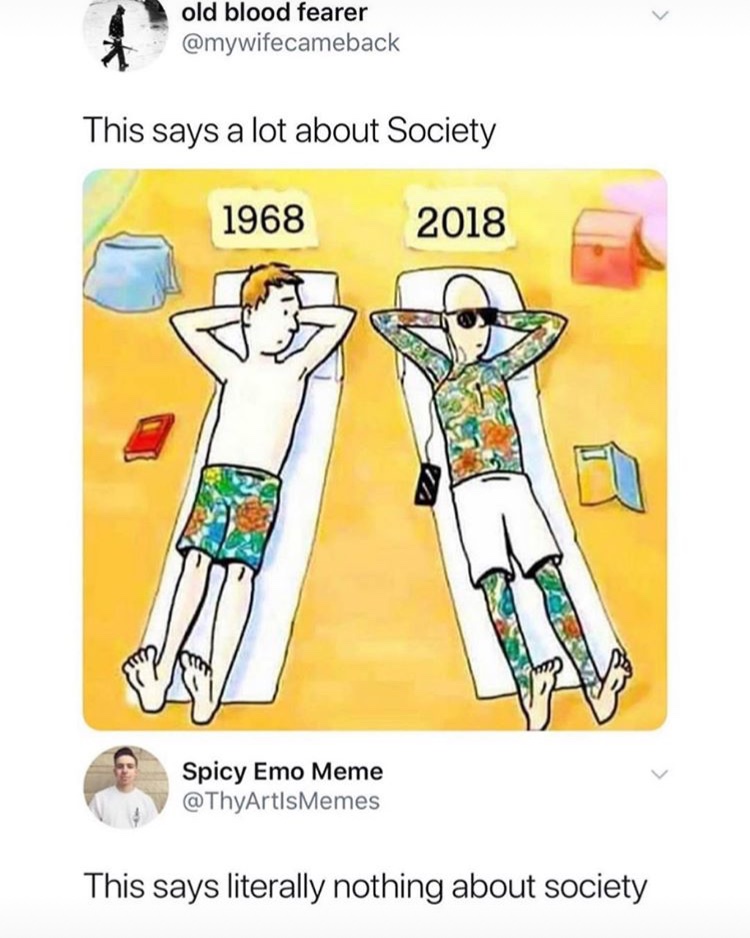 old blood fearer
@mywifecameback
This says a lot about Society
1968
2018
Spicy Emo Meme
@ThyArtIsMemes
This says literally nothing about society